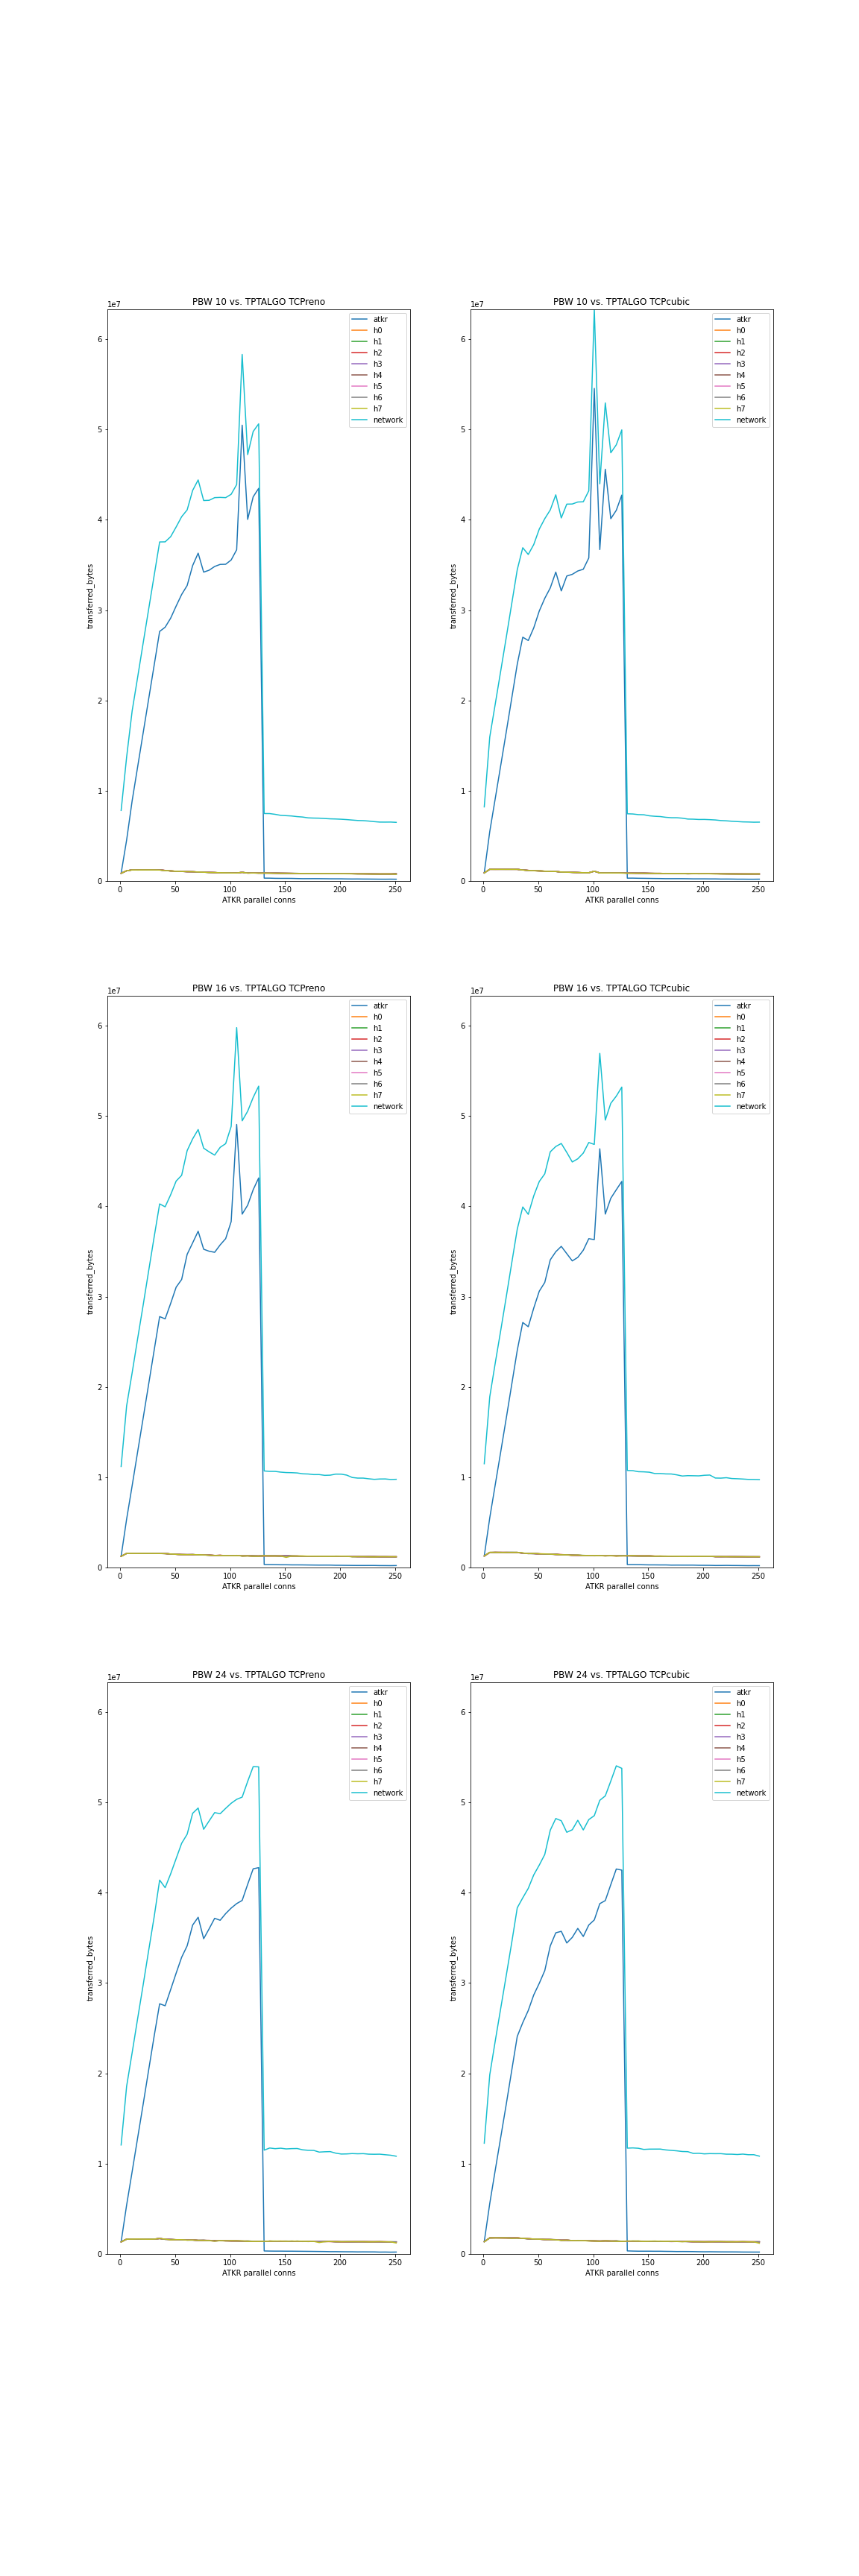 PBW 10 vs. TPTALGO TCPreno
1e7
6
5
4
3
2
1
0
transferred_bytes
0 50 100 150 200 250
ATKR parallel conns
atkr
h0
h1
h2
h3
h4
h5
h6
h7
network
PBW 10 vs. TPTALGO TCPcubic
1e7
6
5
4
3
2
1
0
transferred_bytes
0 50 100 150 200 250
ATKR parallel conns
atkr
h0
h1
h2
h3
h4
h5
h6
h7
network
PBW 16 vs. TPTALGO TCPreno
1e7
6
5
4
3
2
1
0
transferred_bytes
0 50 100 150 200 250
ATKR parallel conns
atkr
h0
h1
h2
h3
h4
h5
h6
h7
network
PBW 16 vs. TPTALGO TCPcubic
1e7
6
5
4
3
2
1
0
transferred_bytes
0 50 100 150 200 250
ATKR parallel conns
atkr
h0
h1
h2
h3
h4
h5
h6
h7
network
PBW 24 vs. TPTALGO TCPreno
1e7
6
5
4
3
2
1
0
transferred_bytes
0 50 100 150 200 250
ATKR parallel conns
atkr
h0
h1
h2
h3
h4
h5
h6
h7
network
PBW 24 vs. TPTALGO TCPcubic
1e7
6
5
4
3
2
1
0
transferred_bytes
0 50 100 150 200 250
ATKR parallel conns
atkr
h0
h1
h2
h3
h4
h5
h6
h7
network